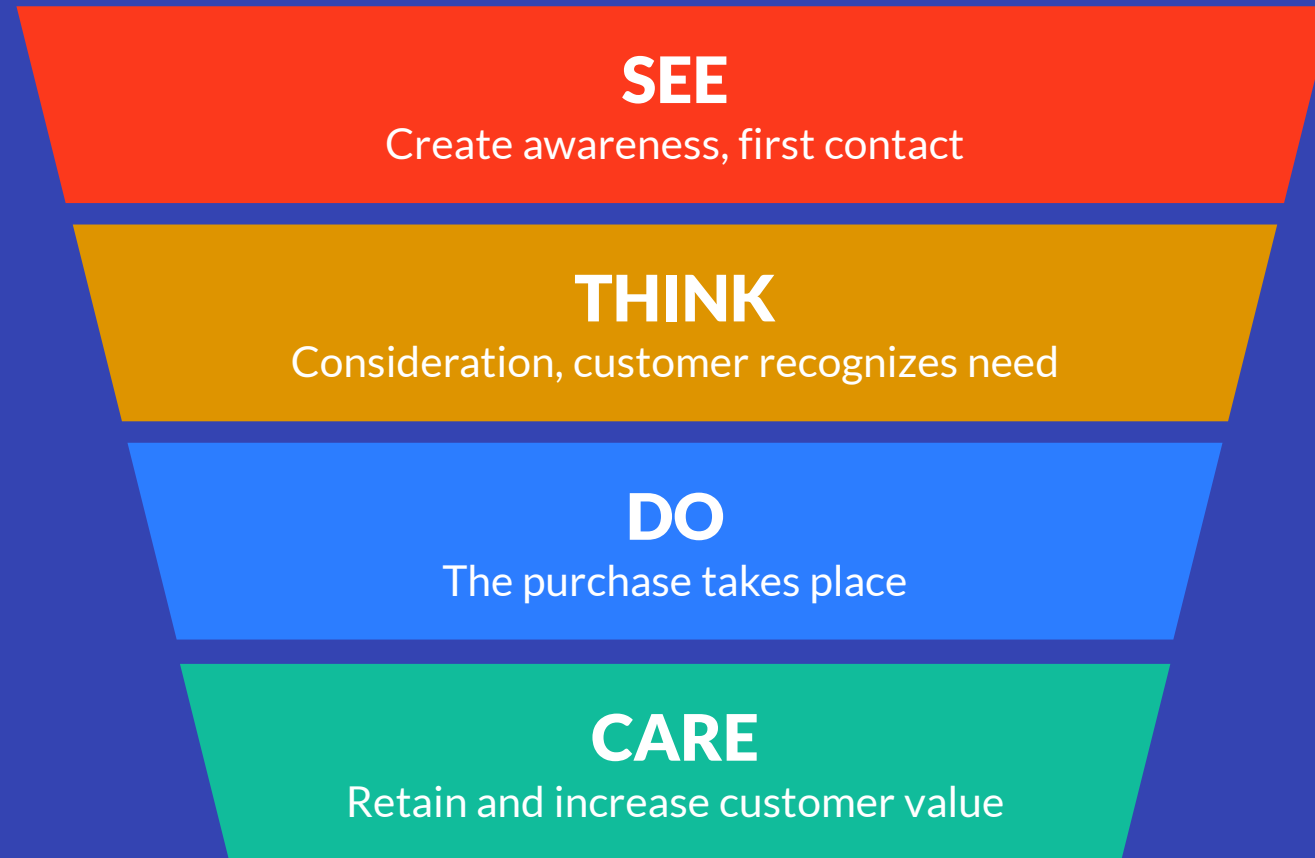 SEE
Create awareness, first contact
THINK
Consideration, customer recognizes need
DO
The purchase takes place
CARE
Retain and increase customer value